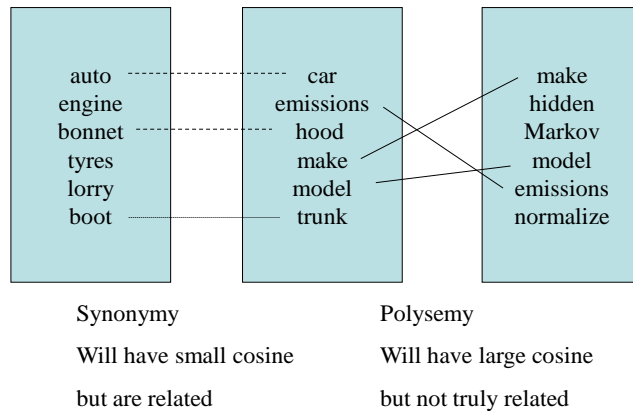 auto
engine
bonnet
tyres
lorry
boot
car
emissions
hood
make
model
trunk
make
hidden
Markov
model
emissions
normalize
Synonymy
Will have small cosine
but are related
Polysemy
Will have large cosine
but not truly related